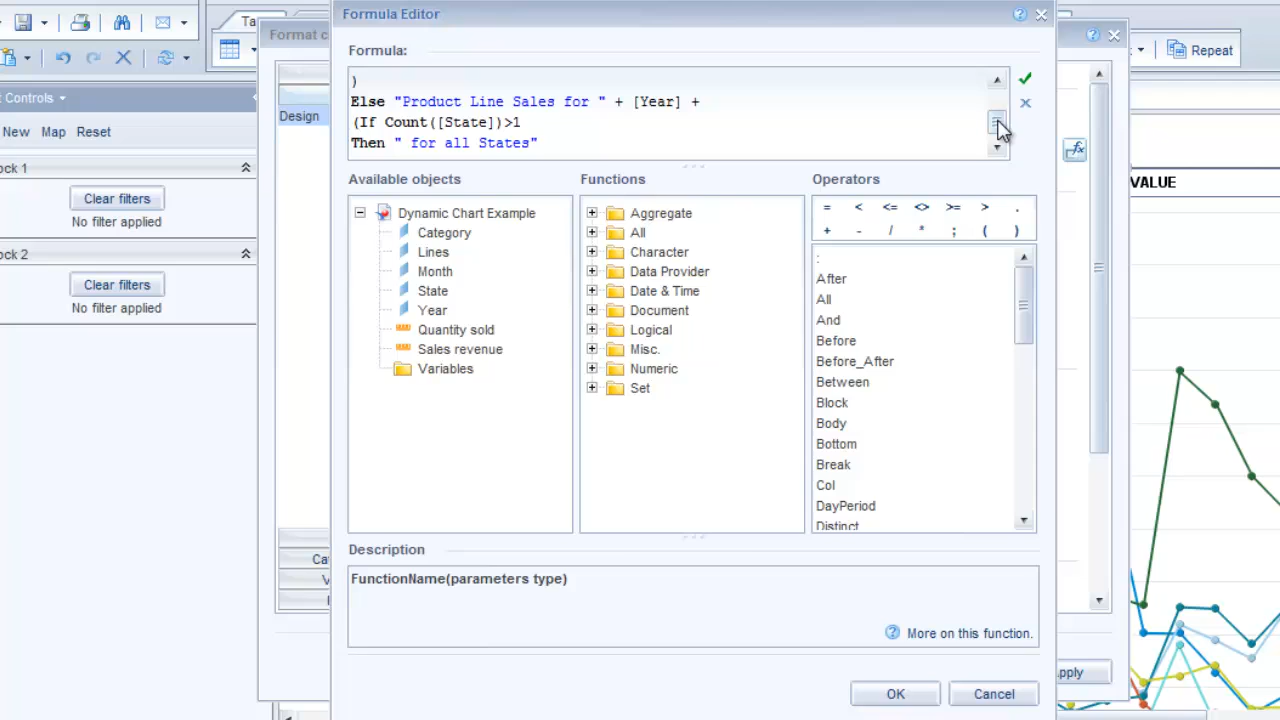 Formula Editor
Ta
Format c
Formula:
Repeat
)
Else "Product Line Sales for " + [Year] +
(If Count([State])>1
Then " for all States"
t Controls
Design
New Map Reset
ock 1
Available objects
Functions
Operators
VALUE
Clear filters
No filter applied
= < <= <> >= > .
+ - / * ; ( )
Dynamic Chart Example
Category
Lines
Month
State
Year
Quantity sold
Sales revenue
Variables
Aggregate
All
Character
Data Provider
Date & Time
Document
Logical
Misc.
Numeric
Set
:
After
All
And
Before
Before_After
Between
Block
Body
Bottom
Break
Col
DayPeriod
Distinct
ock 2
Clear filters
No filter applied
Description
Ca
V
FunctionName(parameters type)
More on this function.
pply
OK
Cancel